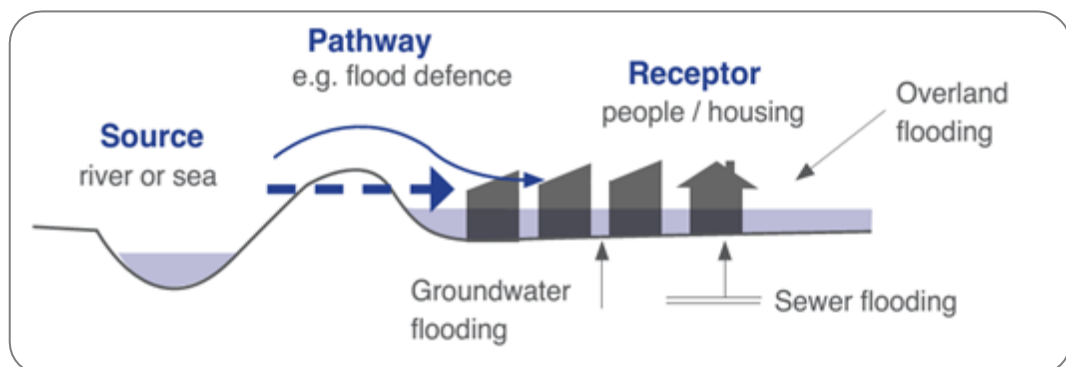 Pathway
e.g. flood defence
Receptor
people / housing
Overland
flooding
Source
river or sea
Groundwater
flooding
Sewer flooding